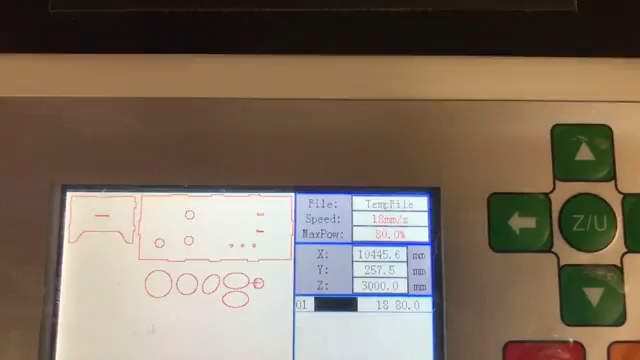 File: TempFile
Speed: 18mm/s
MaxPow: 80.0%
X: 10445.6 mm
Y: 257.5 mm
Z: 3000.0 mm
01 18 80.0
Z/U